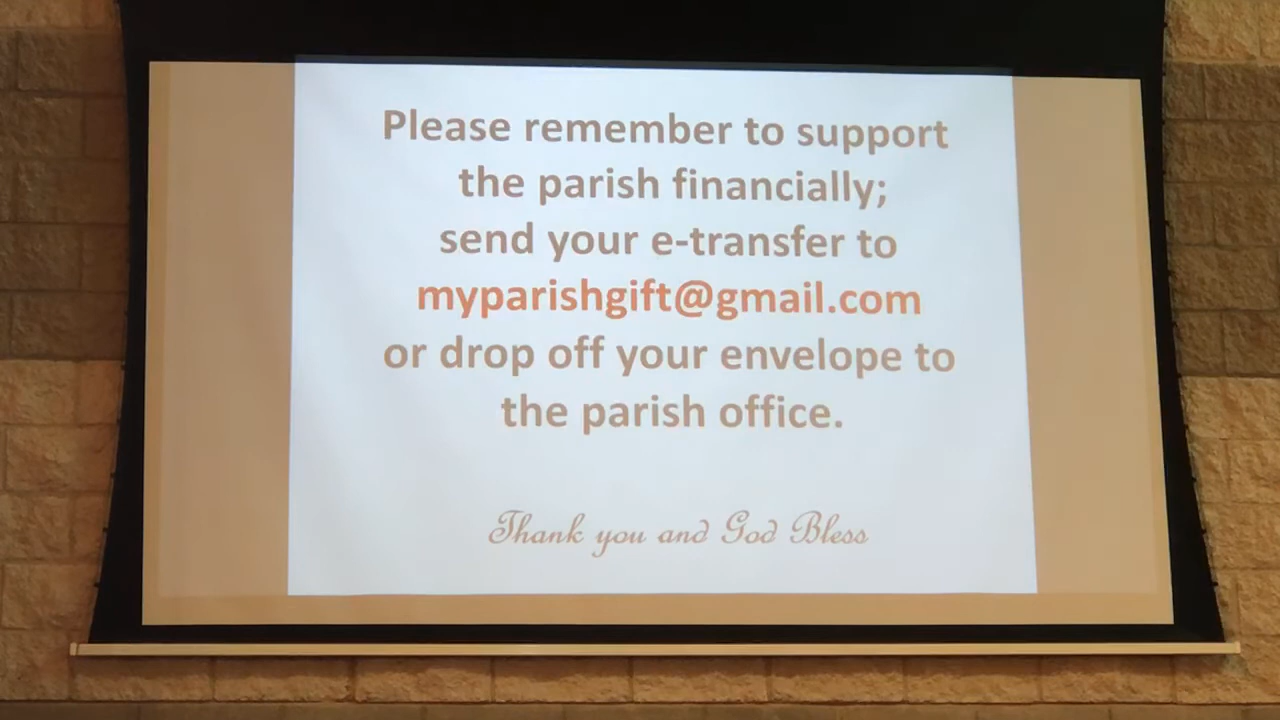 Please remember to support
the parish financially;
send your e-transfer to
myparishgift@gmail.com
or drop off your envelope to
the parish office.
Thank you and God Bless